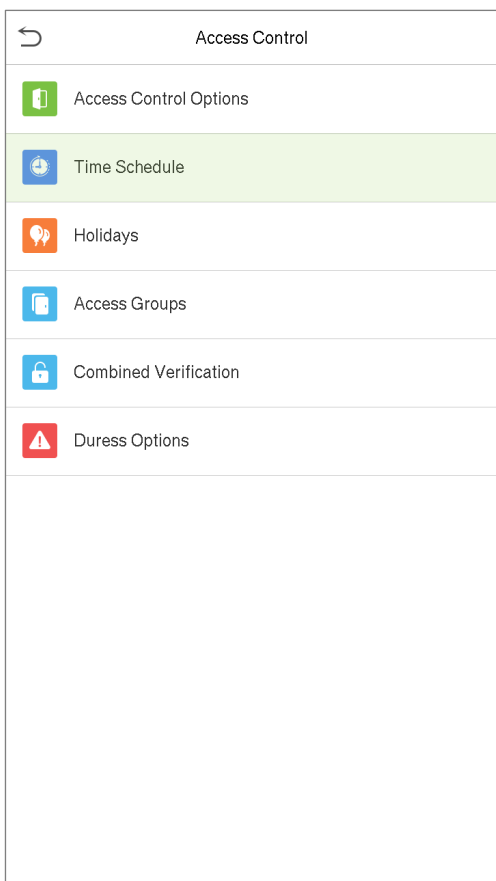 Access Control
Access Control Options
Time Schedule
Holidays
Access Groups
Combined Verification
Duress Options